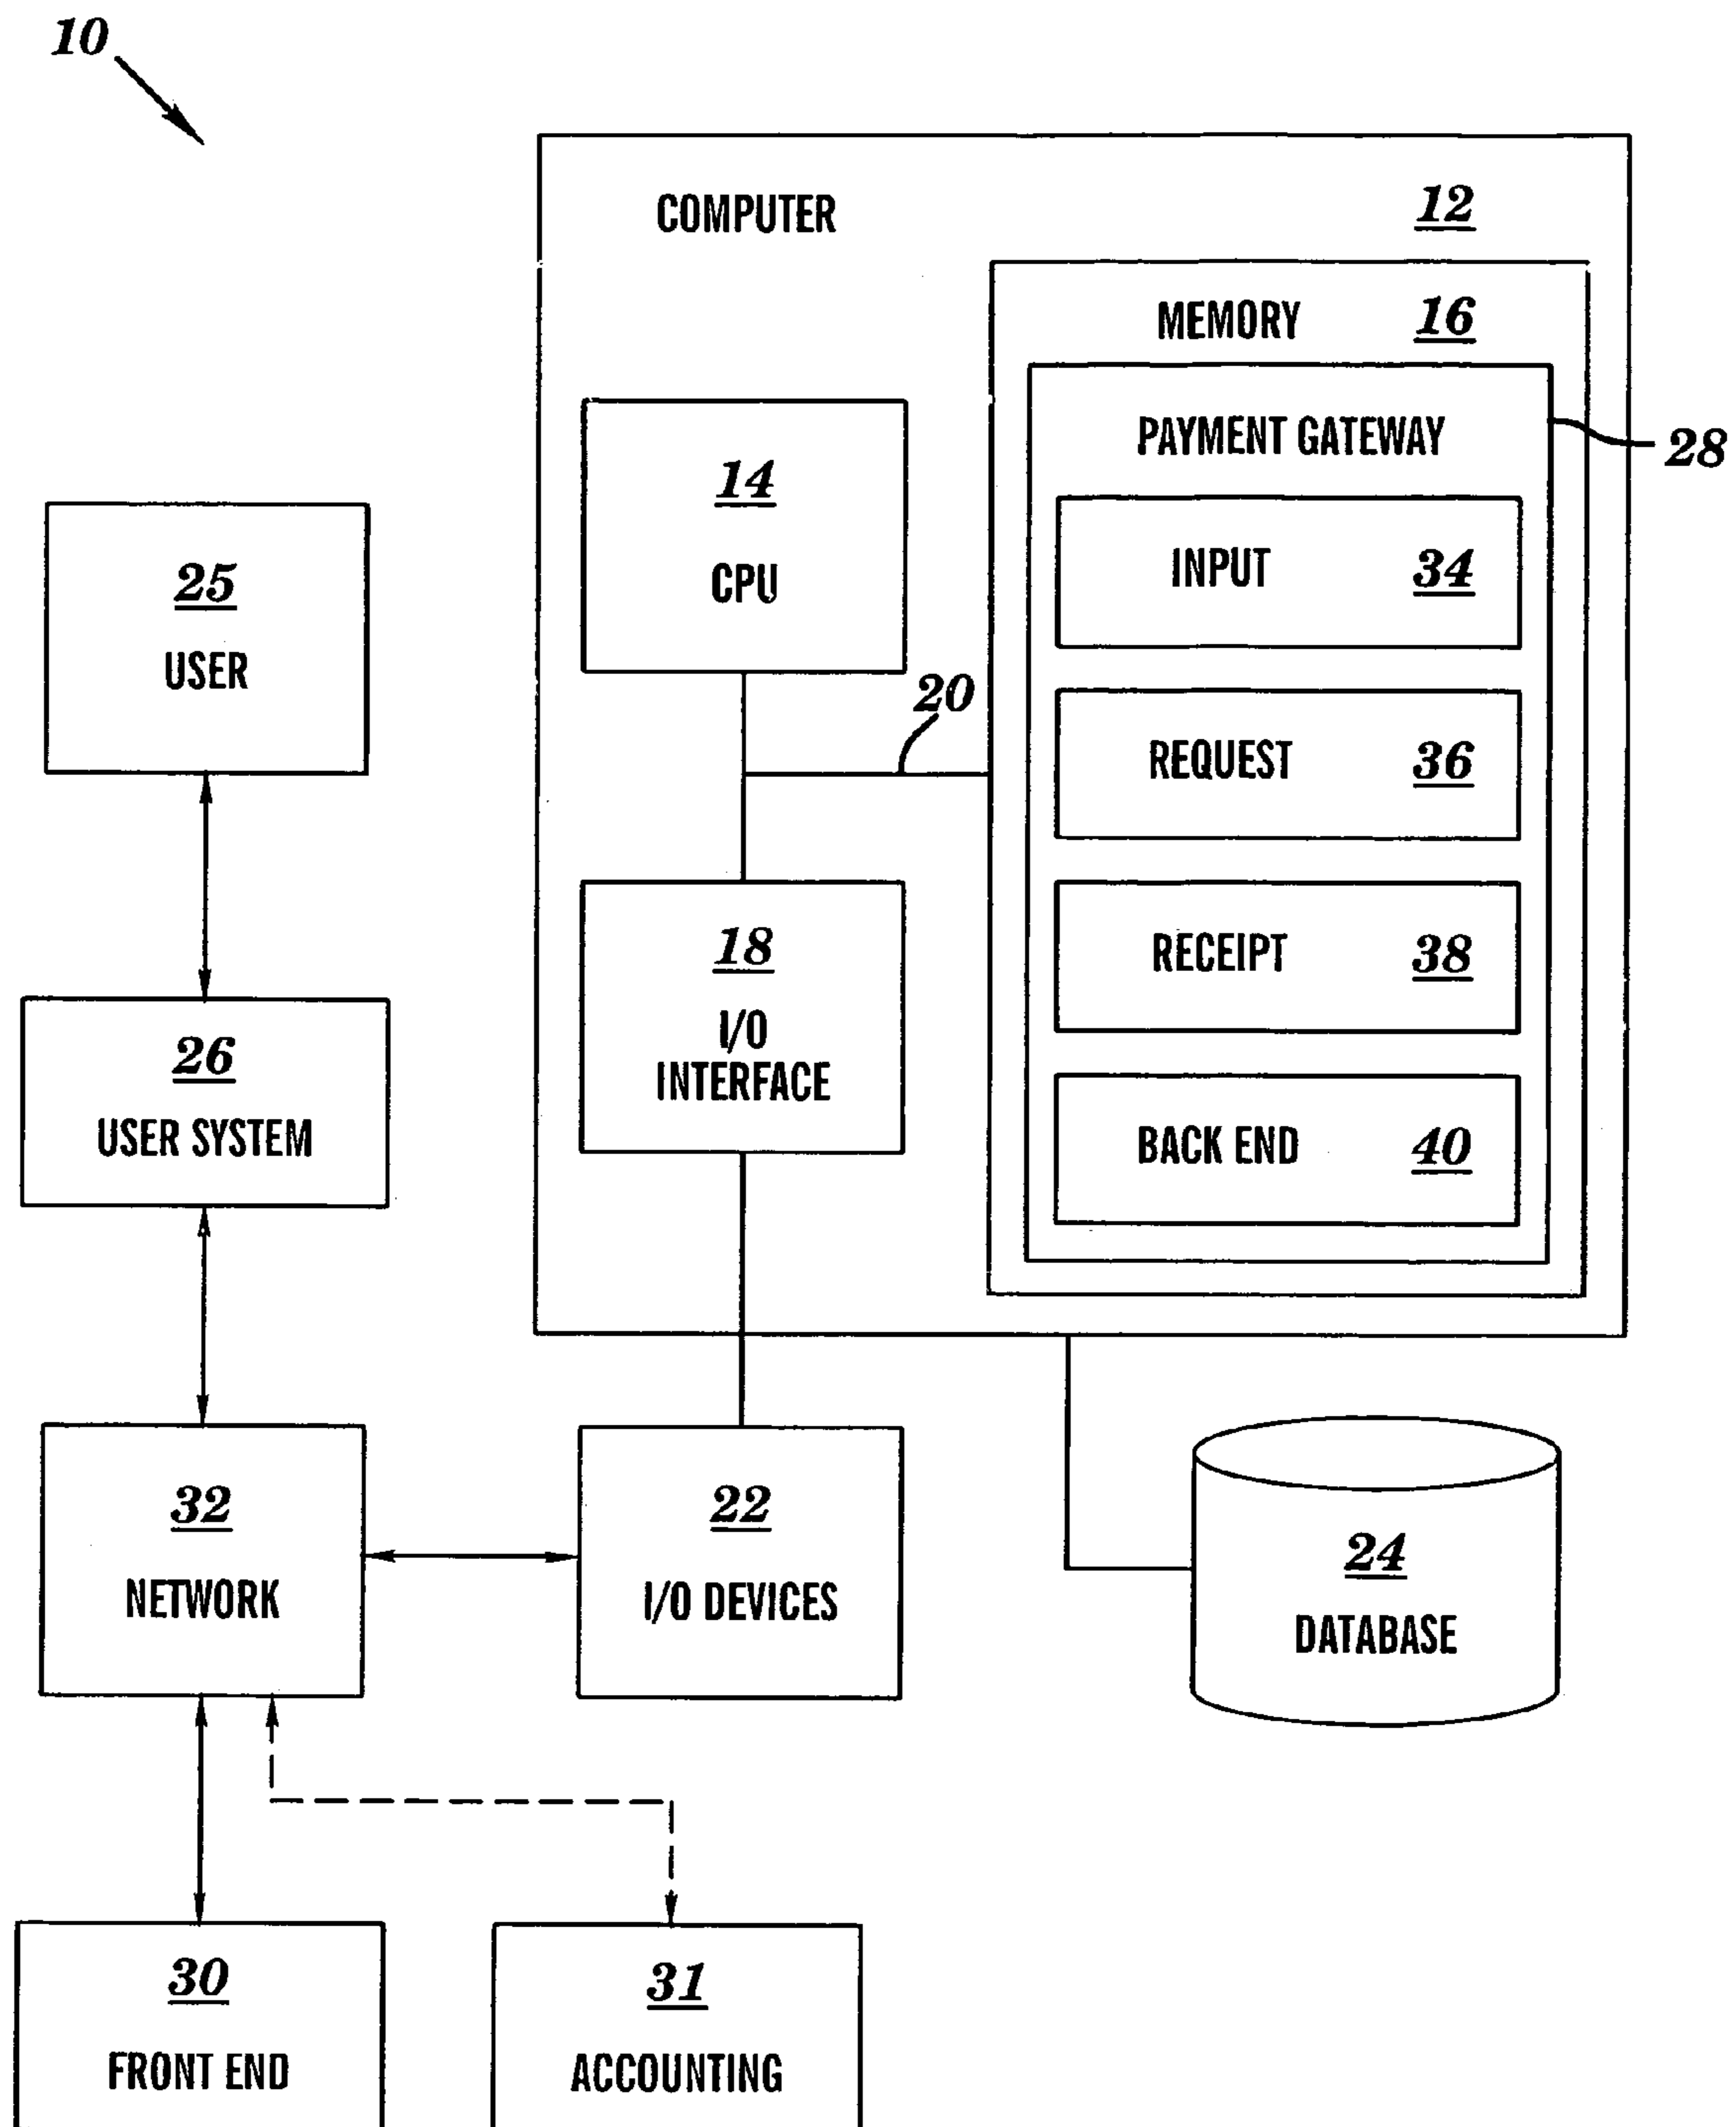 10
COMPUTER 12
MEMORY 16
PAYMENT GATEWAY
28
14
CPU
INPUT 34
25
USER
20
REQUEST 36
18
I/O
INTERFACE
RECEIPT 38
26
USER SYSTEM
BACK END 40
32
NETWORK
22
I/O DEVICES
24
DATABASE
30
FRONT END
31
ACCOUNTING